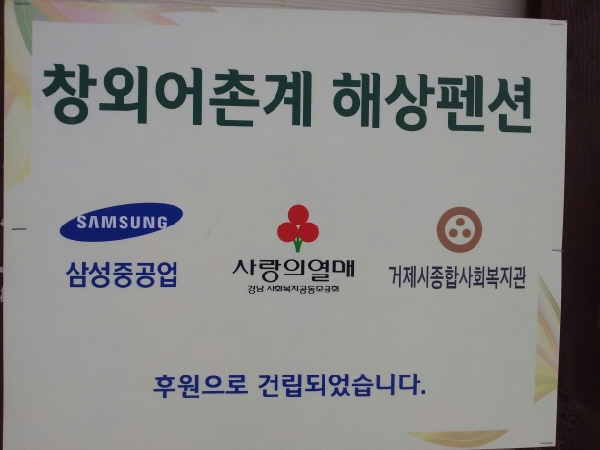 창외어촌계 해상펜션
SAMSUNG
삼성중공업
사랑의열매
경남 사회복지공동모금회
거제시종합사회복지관
후원으로 건립되었습니다.